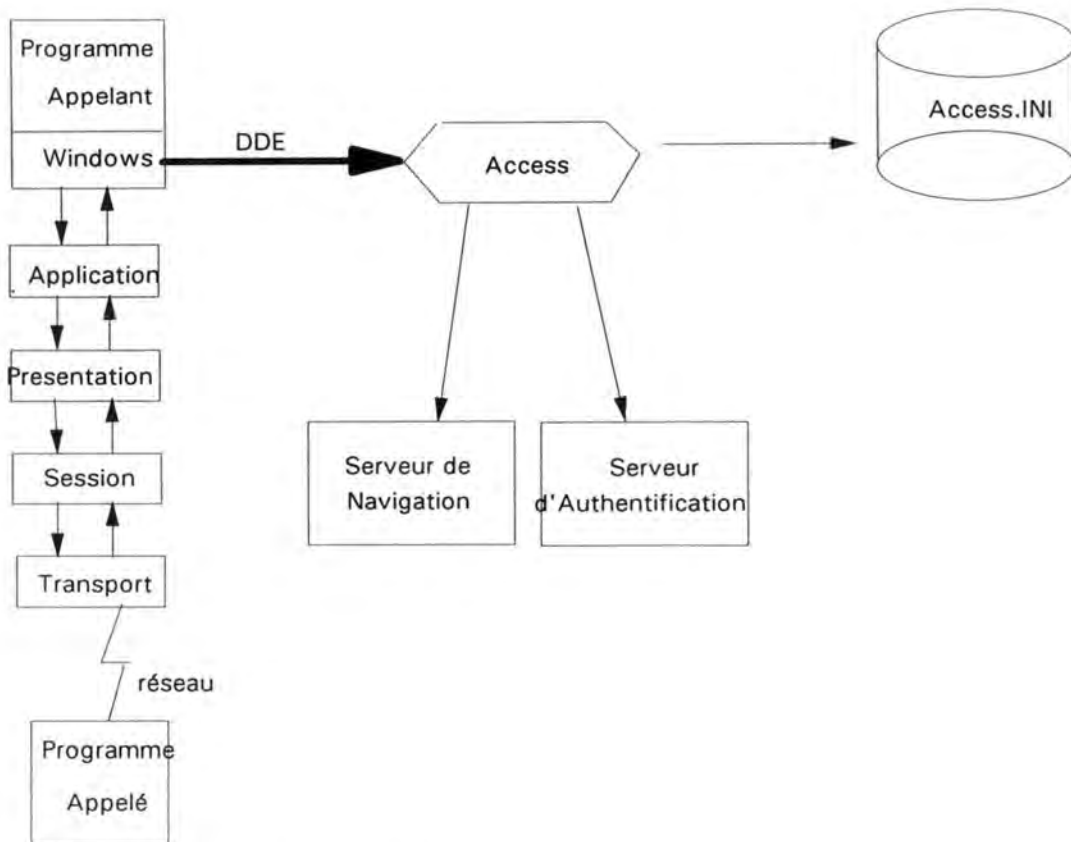 Programme
Appelant
Windows
DDE
Access
Access.INI
Application
Presentation
Session
Transport
réseau
Programme
Appelé
Serveur de
Navigation
Serveur
d'Authentification